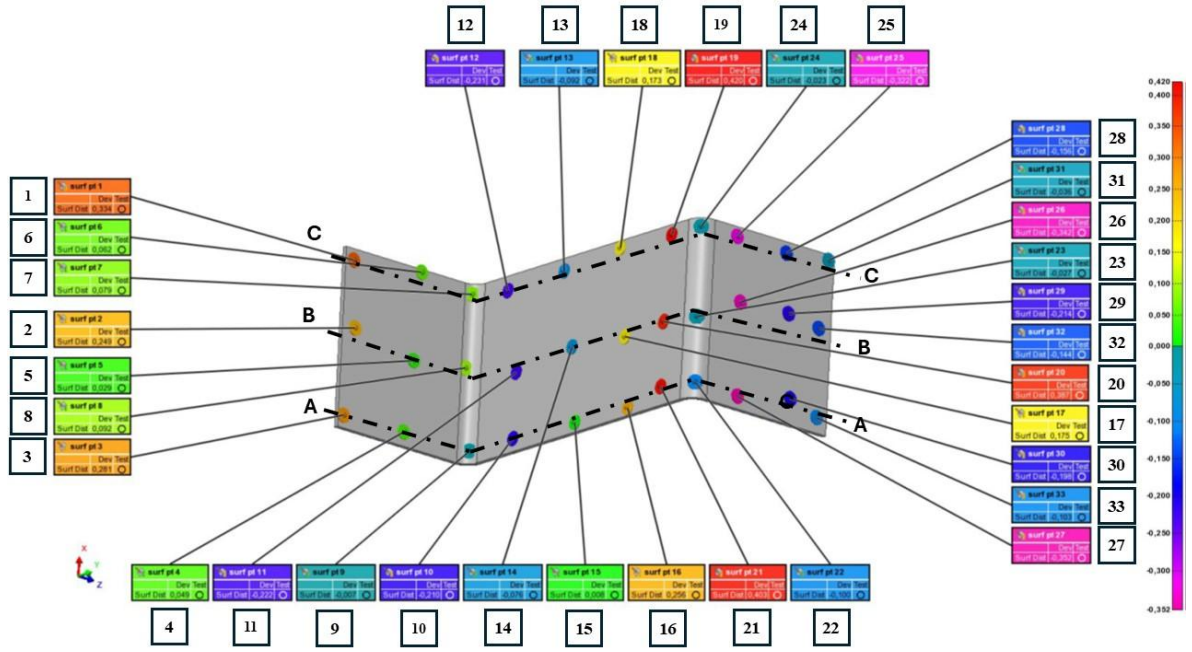 12 13 18 19 24 25
surf pt 12
Dev Test
Surf Dist -0,231
surf pt 13
Dev Test
Surf Dist -0,092
surf pt 18
Dev Test
Surf Dist 0,173
surf pt 19
Dev Test
Surf Dist 0,420
surf pt 24
Dev Test
Surf Dist -0,023
surf pt 25
Dev Test
Surf Dist -0,322
1
surf pt 1
Dev Test
Surf Dist 0,334
6
surf pt 6
Dev Test
Surf Dist 0,062
7
surf pt 7
Dev Test
Surf Dist 0,079
2
surf pt 2
Dev Test
Surf Dist 0,249
5
surf pt 5
Dev Test
Surf Dist 0,029
8
surf pt 8
Dev Test
Surf Dist 0,092
3
surf pt 3
Dev Test
Surf Dist 0,281
C
B
A
C
B
A
surf pt 28
Dev Test
Surf Dist -0,156
28
surf pt 31
Dev Test
Surf Dist -0,036
31
surf pt 26
Dev Test
Surf Dist -0,342
26
surf pt 23
Dev Test
Surf Dist -0,027
23
surf pt 29
Dev Test
Surf Dist -0,214
29
surf pt 32
Dev Test
Surf Dist -0,144
32
surf pt 20
Dev Test
Surf Dist 0,387
20
surf pt 17
Dev Test
Surf Dist 0,175
17
surf pt 30
Dev Test
Surf Dist -0,198
30
surf pt 33
Dev Test
Surf Dist -0,103
33
surf pt 27
Dev Test
Surf Dist -0,352
27
0,420
0,400
0,350
0,300
0,250
0,200
0,150
0,100
0,050
0,000
-0,050
-0,100
-0,150
-0,200
-0,250
-0,300
-0,352
X
Y
Z
surf pt 4
Dev Test
Surf Dist 0,049
surf pt 11
Dev Test
Surf Dist -0,222
surf pt 9
Dev Test
Surf Dist -0,007
surf pt 10
Dev Test
Surf Dist -0,210
surf pt 14
Dev Test
Surf Dist -0,076
surf pt 15
Dev Test
Surf Dist 0,008
surf pt 16
Dev Test
Surf Dist 0,256
surf pt 21
Dev Test
Surf Dist 0,403
surf pt 22
Dev Test
Surf Dist -0,100
4 11 9 10 14 15 16 21 22